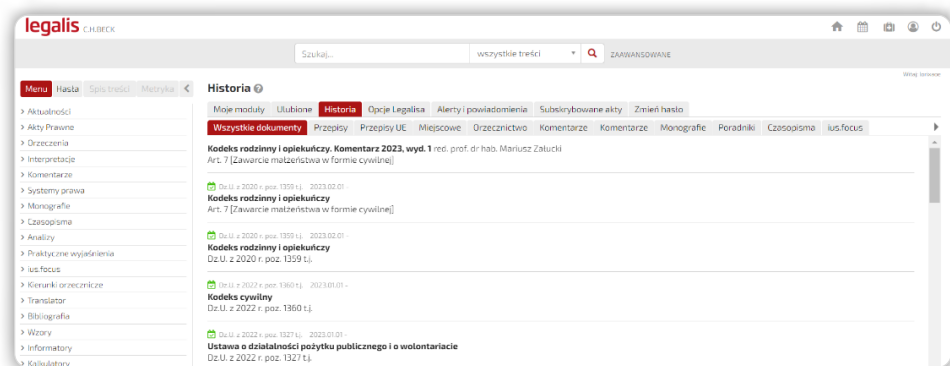 legalis C.H.BECK
Szukaj... wszystkie treści ZAAWANSOWANE
Menu Hasła Spis treści Metryka
Historia
Moje moduły Ulubione Historia Opcje Legalisa Alerty i powiadomienia Subskrybowane akty Zmień hasło
Wszystkie dokumenty Przepisy Przepisy UE Miejscowe Orzecznictwo Komentarze Komentarze Monografie Poradniki Czasopisma ius.focus
Aktualności
Akty Prawne
Orzeczenia
Interpretacje
Komentarze
Systemy prawa
Monografie
Czasopisma
Analizy
Praktyczne wyjaśnienia
ius.focus
Kierunki orzecznicze
Translator
Bibliografia
Wzory
Informatory
Kalkulatory
Kodeks rodzinny i opiekuńczy. Komentarz 2023, wyd. 1 red. prof. dr hab. Mariusz Załucki
Art. 7 [Zawarcie małżeństwa w formie cywilnej]
Dz.U. z 2020 r. poz. 1359 t.j. 2023.02.01 -
Kodeks rodzinny i opiekuńczy
Art. 7 [Zawarcie małżeństwa w formie cywilnej]
Dz.U. z 2020 r. poz. 1359 t.j. 2023.02.01 -
Kodeks rodzinny i opiekuńczy
Dz.U. z 2020 r. poz. 1359 t.j.
Dz.U. z 2022 r. poz. 1360 t.j. 2023.01.01 -
Kodeks cywilny
Dz.U. z 2022 r. poz. 1360 t.j.
Dz.U. z 2022 r. poz. 1327 t.j. 2023.01.01 -
Ustawa o działalności pożytku publicznego i o wolontariacie
Dz.U. z 2022 r. poz. 1327 t.j.